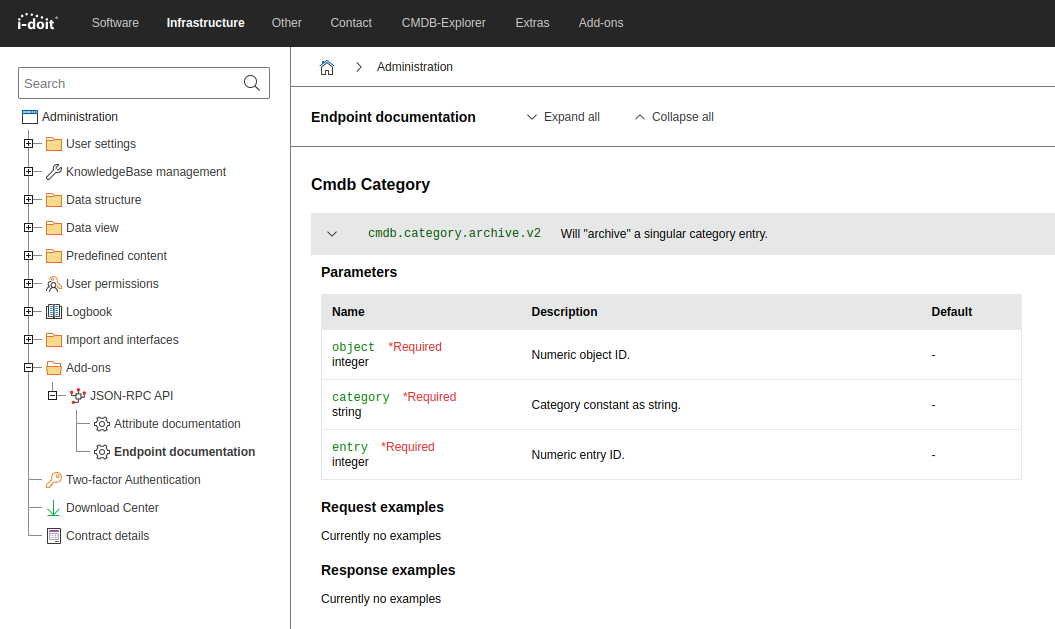 i-doit Software Infrastructure Other Contact CMDB-Explorer Extras Add-ons
Search
Administration
User settings
KnowledgeBase management
Data structure
Data view
Predefined content
User permissions
Logbook
Import and interfaces
Add-ons
JSON-RPC API
Attribute documentation
Endpoint documentation
Two-factor Authentication
Download Center
Contract details
Administration
Endpoint documentation Expand all Collapse all
Cmdb Category
cmdb.category.archive.v2 Will "archive" a singular category entry.
Parameters
Name Description Default
object *Required
integer Numeric object ID. -
category *Required
string Category constant as string. -
entry *Required
integer Numeric entry ID. -
Request examples
Currently no examples
Response examples
Currently no examples